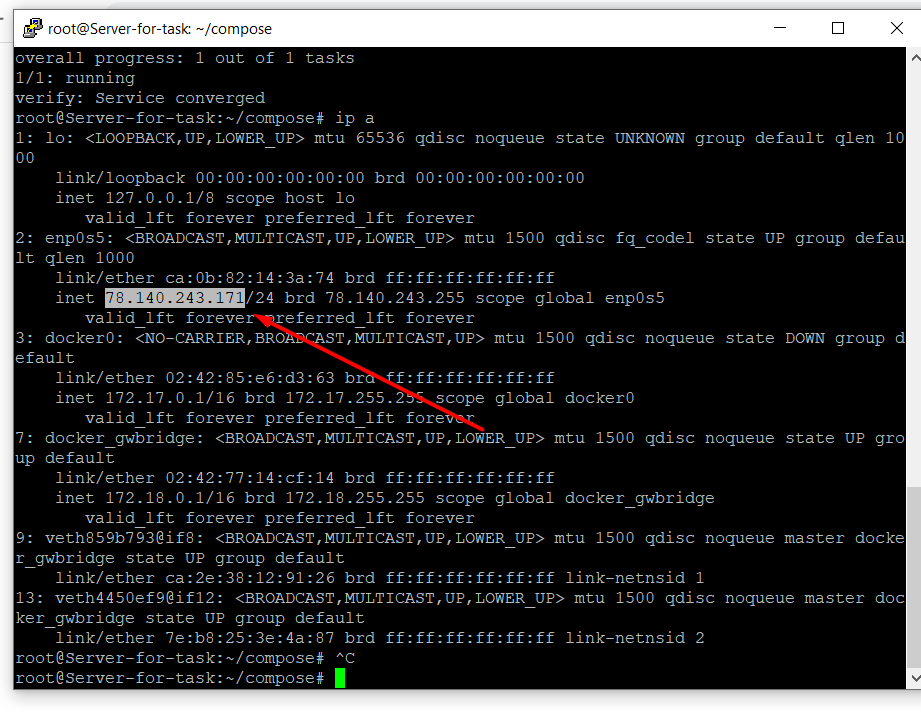 root@Server-for-task: ~/compose
overall progress: 1 out of 1 tasks
1/1: running
verify: Service converged
root@Server-for-task:~/compose# ip a
1: lo: <LOOPBACK,UP,LOWER_UP> mtu 65536 qdisc noqueue state UNKNOWN group default qlen 10
00
    link/loopback 00:00:00:00:00:00 brd 00:00:00:00:00:00
    inet 127.0.0.1/8 scope host lo
       valid_lft forever preferred_lft forever
2: enp0s5: <BROADCAST,MULTICAST,UP,LOWER_UP> mtu 1500 qdisc fq_codel state UP group defau
lt qlen 1000
    link/ether ca:0b:82:14:3a:74 brd ff:ff:ff:ff:ff:ff
    inet 78.140.243.171/24 brd 78.140.243.255 scope global enp0s5
       valid_lft forever preferred_lft forever
3: docker0: <NO-CARRIER,BROADCAST,MULTICAST,UP> mtu 1500 qdisc noqueue state DOWN group d
efault
    link/ether 02:42:85:e6:d3:63 brd ff:ff:ff:ff:ff:ff
    inet 172.17.0.1/16 brd 172.17.255.255 scope global docker0
       valid_lft forever preferred_lft forever
7: docker_gwbridge: <BROADCAST,MULTICAST,UP,LOWER_UP> mtu 1500 qdisc noqueue state UP gro
up default
    link/ether 02:42:77:14:cf:14 brd ff:ff:ff:ff:ff:ff
    inet 172.18.0.1/16 brd 172.18.255.255 scope global docker_gwbridge
       valid_lft forever preferred_lft forever
9: veth859b793@if8: <BROADCAST,MULTICAST,UP,LOWER_UP> mtu 1500 qdisc noqueue master docke
r_gwbridge state UP group default
    link/ether ca:2e:38:12:91:26 brd ff:ff:ff:ff:ff:ff link-netnsid 1
13: veth4450ef9@if12: <BROADCAST,MULTICAST,UP,LOWER_UP> mtu 1500 qdisc noqueue master doc
ker_gwbridge state UP group default
    link/ether 7e:b8:25:3e:4a:87 brd ff:ff:ff:ff:ff:ff link-netnsid 2
root@Server-for-task:~/compose# ^C
root@Server-for-task:~/compose#